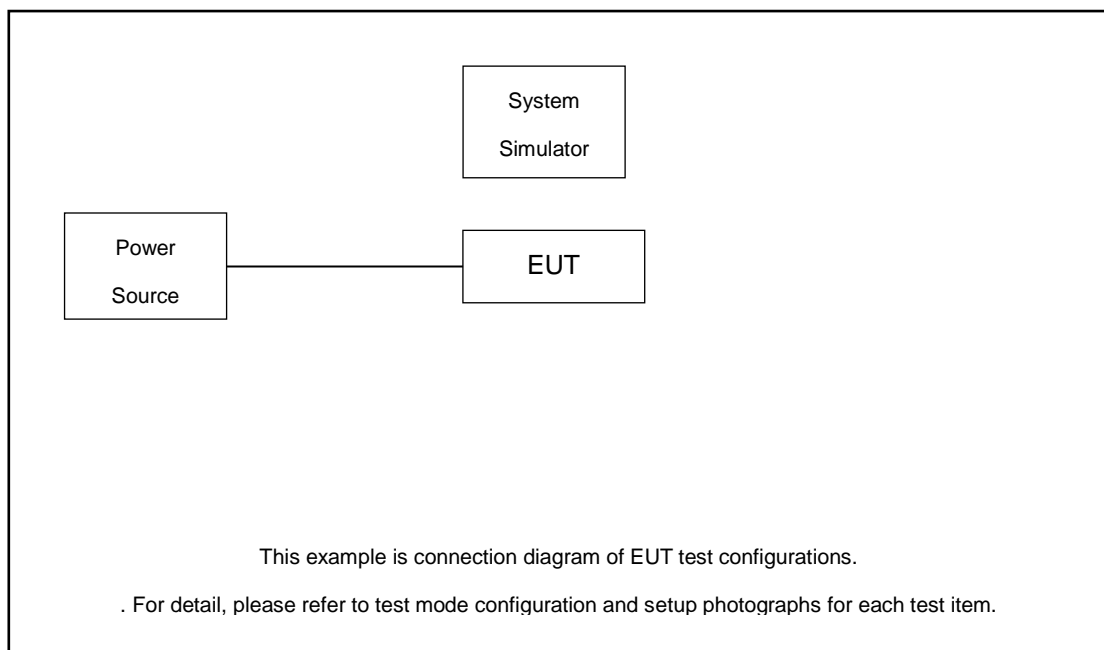 System
Simulator
Power
Source
EUT
This example is connection diagram of EUT test configurations.
. For detail, please refer to test mode configuration and setup photographs for each test item.